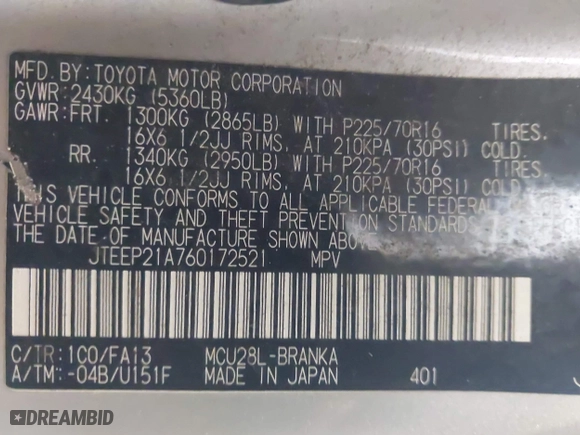 MFD.BY:TOYOTA MOTOR CORPORATION
GVWR:2430KG (5360LB)
GAWR:FRT. 1300KG (2865LB) WITH P225/70R16 TIRES.
16X6 1/2JJ RIMS, AT 210KPA (30PSI) COLD
RR. 1340KG (2950LB) WITH P225/70R16 TIRES.
16X6 1/2JJ RIMS, AT 210KPA (30PSI) COLD.
THIS VEHICLE CONFORMS TO ALL APPLICABLE FEDERAL
VEHICLE SAFETY AND THEFT PREVENTION STANDARDS
THE DATE OF MANUFACTURE SHOWN ABOVE.
JTEEP21A760172521 MPV
C/TR:1C0/FA13 MCU28L-BRANKA
A/TM:-04B/U151F MADE IN JAPAN 401
DREAMBID